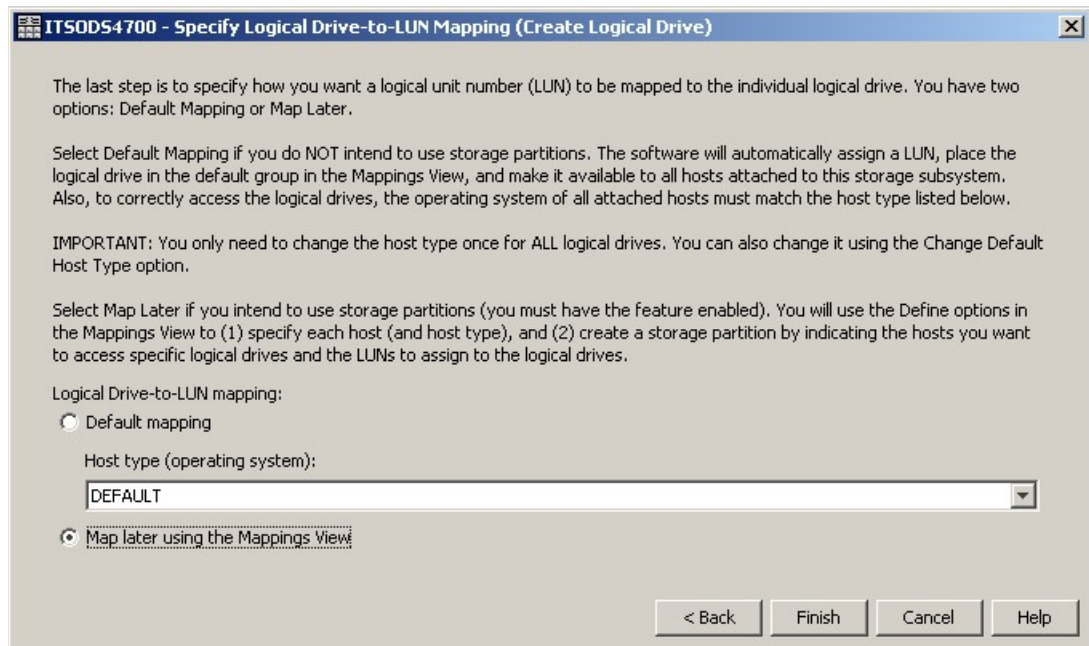 ITSODS4700 - Specify Logical Drive-to-LUN Mapping (Create Logical Drive)
The last step is to specify how you want a logical unit number (LUN) to be mapped to the individual logical drive. You have two
options: Default Mapping or Map Later.
Select Default Mapping if you do NOT intend to use storage partitions. The software will automatically assign a LUN, place the
logical drive in the default group in the Mappings View, and make it available to all hosts attached to this storage subsystem.
Also, to correctly access the logical drives, the operating system of all attached hosts must match the host type listed below.
IMPORTANT: You only need to change the host type once for ALL logical drives. You can also change it using the Change Default
Host Type option.
Select Map Later if you intend to use storage partitions (you must have the feature enabled). You will use the Define options in
the Mappings View to (1) specify each host (and host type), and (2) create a storage partition by indicating the hosts you want
to access specific logical drives and the LUNs to assign to the logical drives.
Logical Drive-to-LUN mapping:
Default mapping
Host type (operating system):
DEFAULT
Map later using the Mappings View
< Back Finish Cancel Help